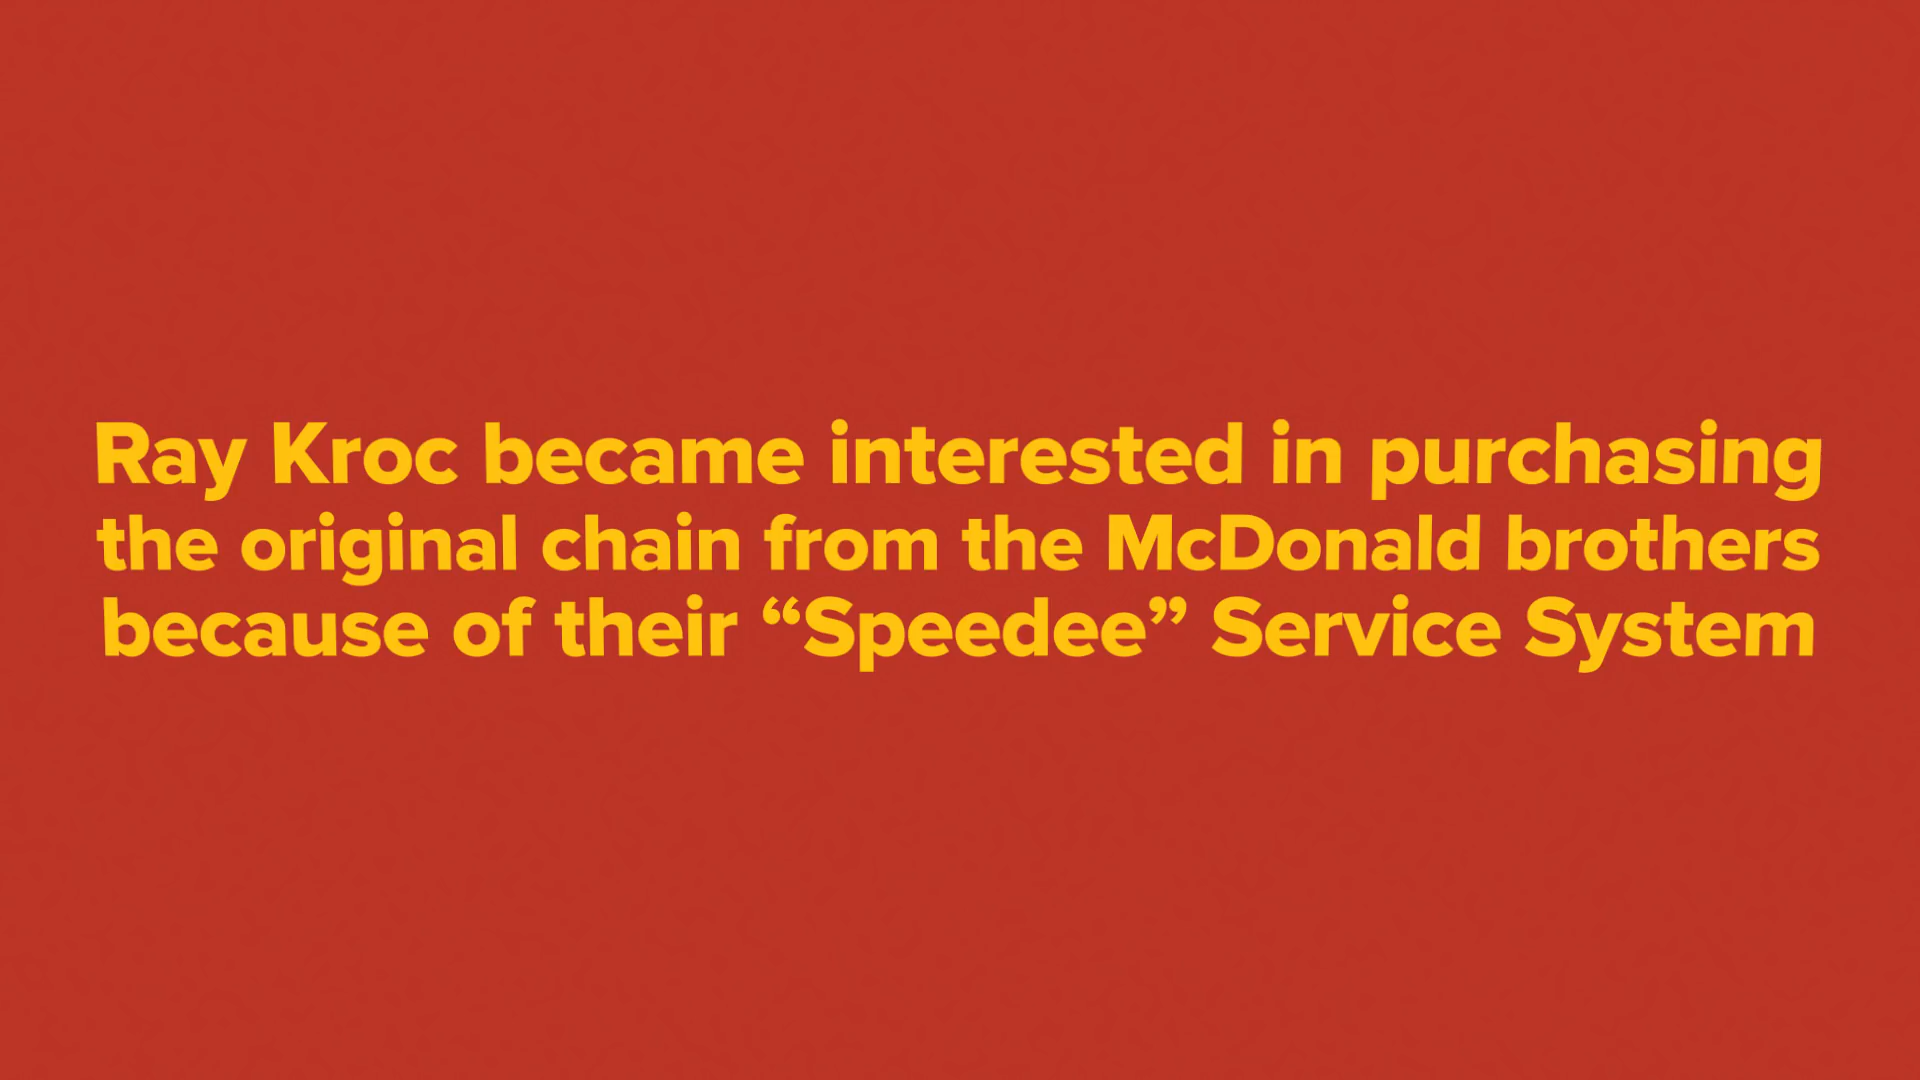 Ray Kroc became interested in purchasing
the original chain from the McDonald brothers
because of their “Speedee” Service System